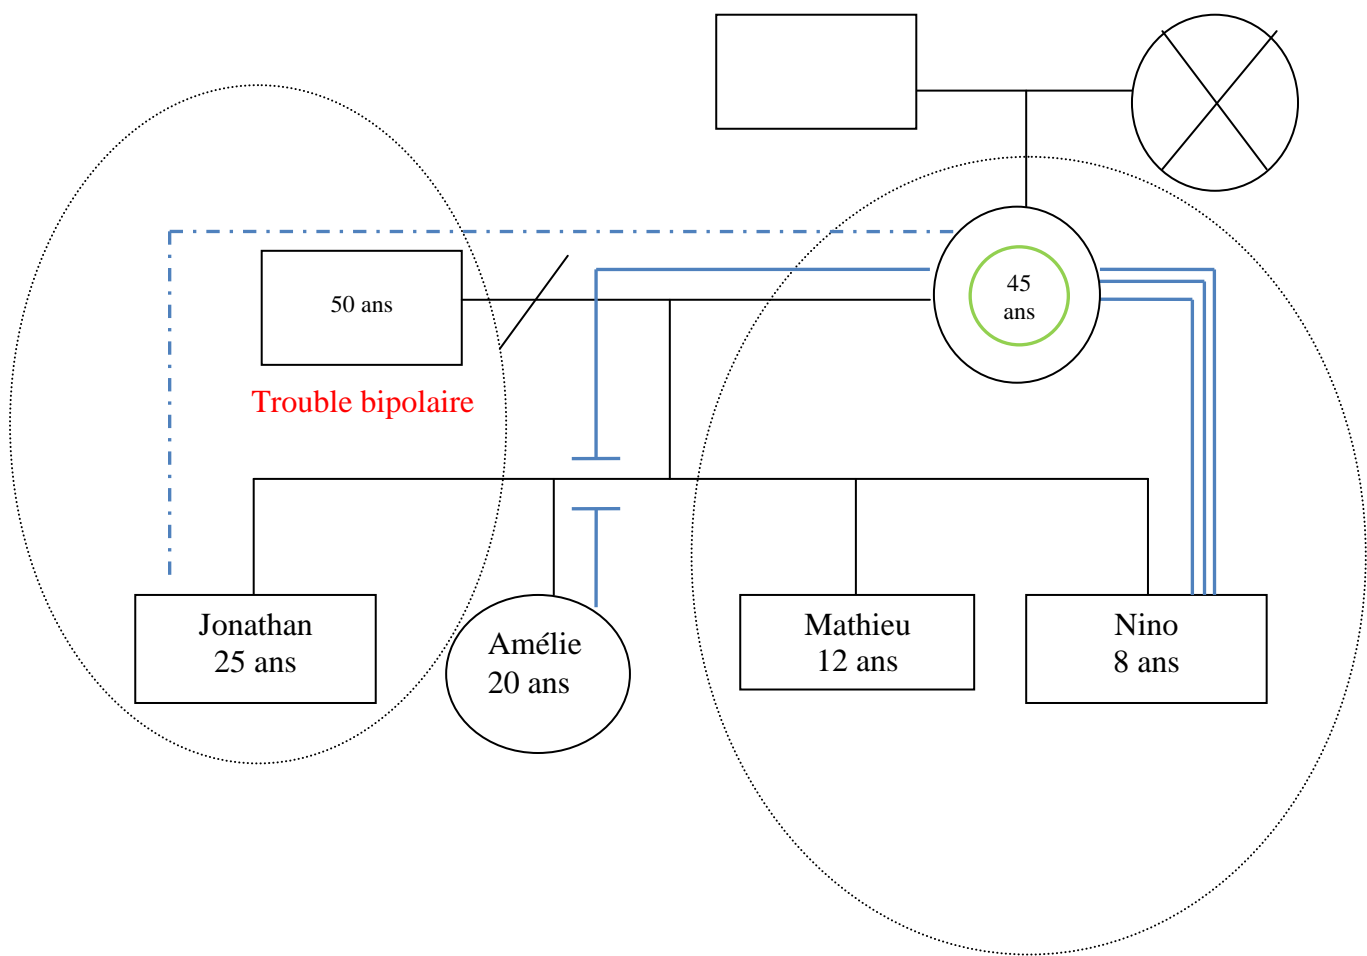 45
ans
50 ans
Trouble bipolaire
Jonathan
25 ans
Amélie
20 ans
Mathieu
12 ans
Nino
8 ans